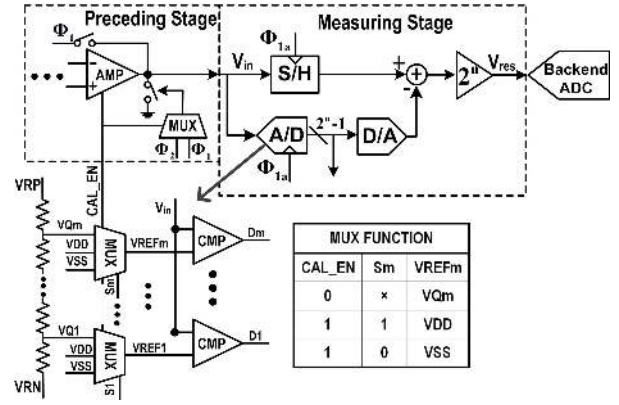 Preceding Stage
Measuring Stage
Φ1
AMP
-
+
Vin
Φ1a
S/H
+
+
-
2ⁿ
Vres
Backend
ADC
MUX
Φ2 Φ1
A/D
2ⁿ-1
D/A
Φ1a
CAL_EN
VRP
VQm
VDD
VSS
MUX
Sm
VREFm
Vin
CMP
Dm
VQ1
VDD
VSS
MUX
S1
VREF1
CMP
D1
VRN
MUX FUNCTION
CAL_EN Sm VREFm
0 × VQm
1 1 VDD
1 0 VSS